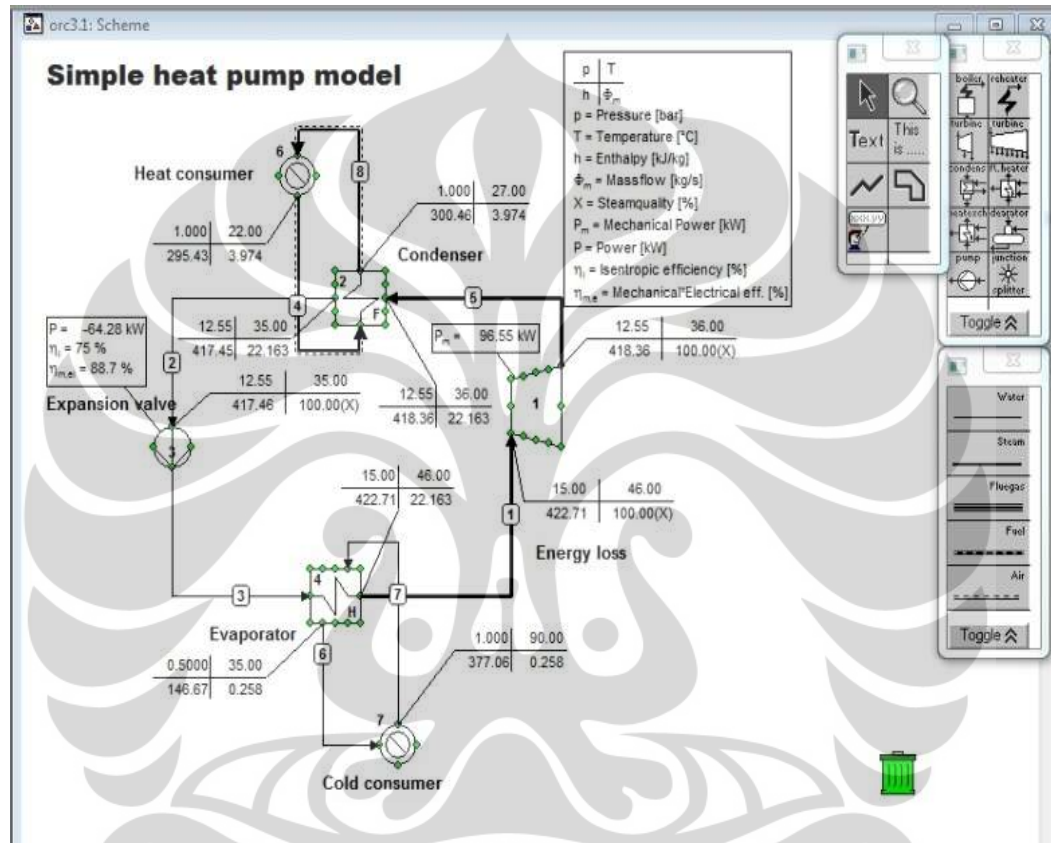 orc3.1: Scheme
Simple heat pump model
p | T
h | Φm
p = Pressure [bar]
T = Temperature [°C]
h = Enthalpy [kJ/kg]
Φm = Massflow [kg/s]
X = Steamquality [%]
Pm = Mechanical Power [kW]
P = Power [kW]
ηi = Isentropic efficiency [%]
ηm,e = Mechanical*Electrical eff. [%]
6
8
Heat consumer
1.000 | 27.00
300.46 | 3.974
1.000 | 22.00
295.43 | 3.974
Condenser
2
F
4
5
12.55 | 35.00
417.45 | 22.163
Pm = 96.55 kW
12.55 | 36.00
418.36 | 100.00(X)
P = -64.28 kW
ηi = 75 %
ηm,e = 88.7 %
2
12.55 | 35.00
417.46 | 100.00(X)
12.55 | 36.00
418.36 | 22.163
1
Expansion valve
3
15.00 | 46.00
422.71 | 22.163
15.00 | 46.00
422.71 | 100.00(X)
1
Energy loss
4
H
3
7
Evaporator
6
1.000 | 90.00
377.06 | 0.258
0.5000 | 35.00
146.67 | 0.258
7
Cold consumer
Text
This is .....
boiler
reheater
turbine
turbine
condens
fl.heater
heatexch
deaerator
pump
junction
splitter
Toggle
Water
Steam
Fluegas
Fuel
Air
Toggle